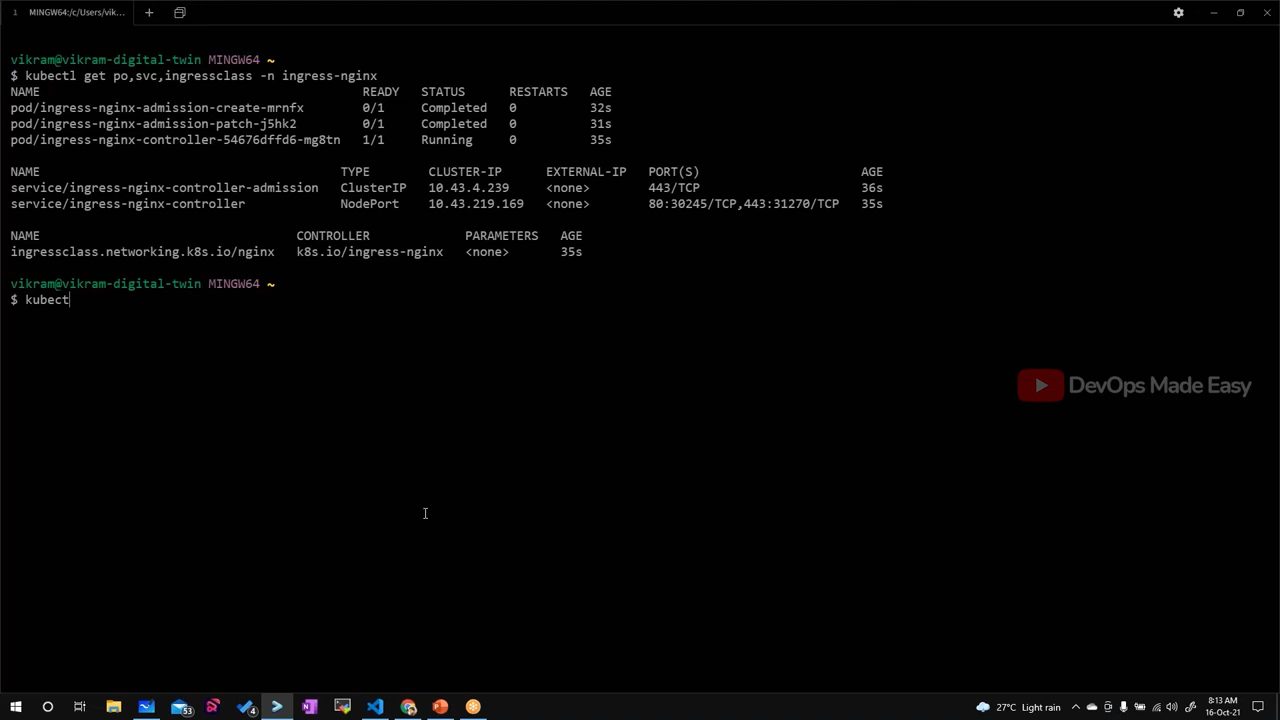 1 MINGW64:/c/Users/vik...
vikram@vikram-digital-twin MINGW64 ~
$ kubectl get po,svc,ingressclass -n ingress-nginx
NAME READY STATUS RESTARTS AGE
pod/ingress-nginx-admission-create-mrnfx 0/1 Completed 0 32s
pod/ingress-nginx-admission-patch-j5hk2 0/1 Completed 0 31s
pod/ingress-nginx-controller-54676dffd6-mg8tn 1/1 Running 0 35s
NAME TYPE CLUSTER-IP EXTERNAL-IP PORT(S) AGE
service/ingress-nginx-controller-admission ClusterIP 10.43.4.239 <none> 443/TCP 36s
service/ingress-nginx-controller NodePort 10.43.219.169 <none> 80:30245/TCP,443:31270/TCP 35s
NAME CONTROLLER PARAMETERS AGE
ingressclass.networking.k8s.io/nginx k8s.io/ingress-nginx <none> 35s
vikram@vikram-digital-twin MINGW64 ~
$ kubect
DevOps Made Easy
53
4
27°C Light rain
8:13 AM
16-Oct-21